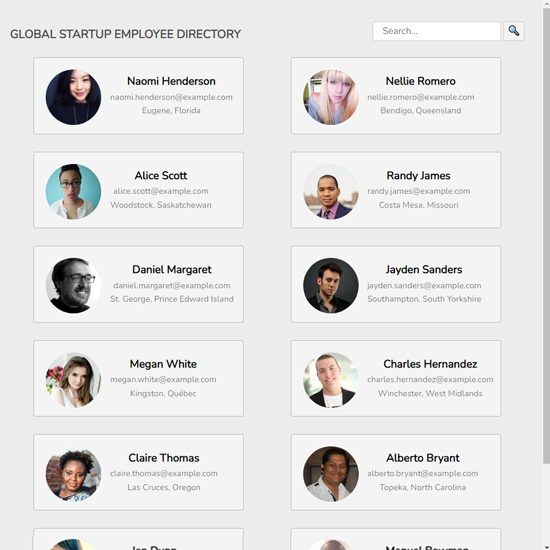 GLOBAL STARTUP EMPLOYEE DIRECTORY
Search...
Naomi Henderson
naomi.henderson@example.com
Eugene, Florida
Nellie Romero
nellie.romero@example.com
Bendigo, Queensland
Alice Scott
alice.scott@example.com
Woodstock, Saskatchewan
Randy James
randy.james@example.com
Costa Mesa, Missouri
Daniel Margaret
daniel.margaret@example.com
St. George, Prince Edward Island
Jayden Sanders
jayden.sanders@example.com
Southampton, South Yorkshire
Megan White
megan.white@example.com
Kingston, Québec
Charles Hernandez
charles.hernandez@example.com
Winchester, West Midlands
Claire Thomas
claire.thomas@example.com
Las Cruces, Oregon
Alberto Bryant
alberto.bryant@example.com
Topeka, North Carolina
Jen Dunn
Manuel Bowman